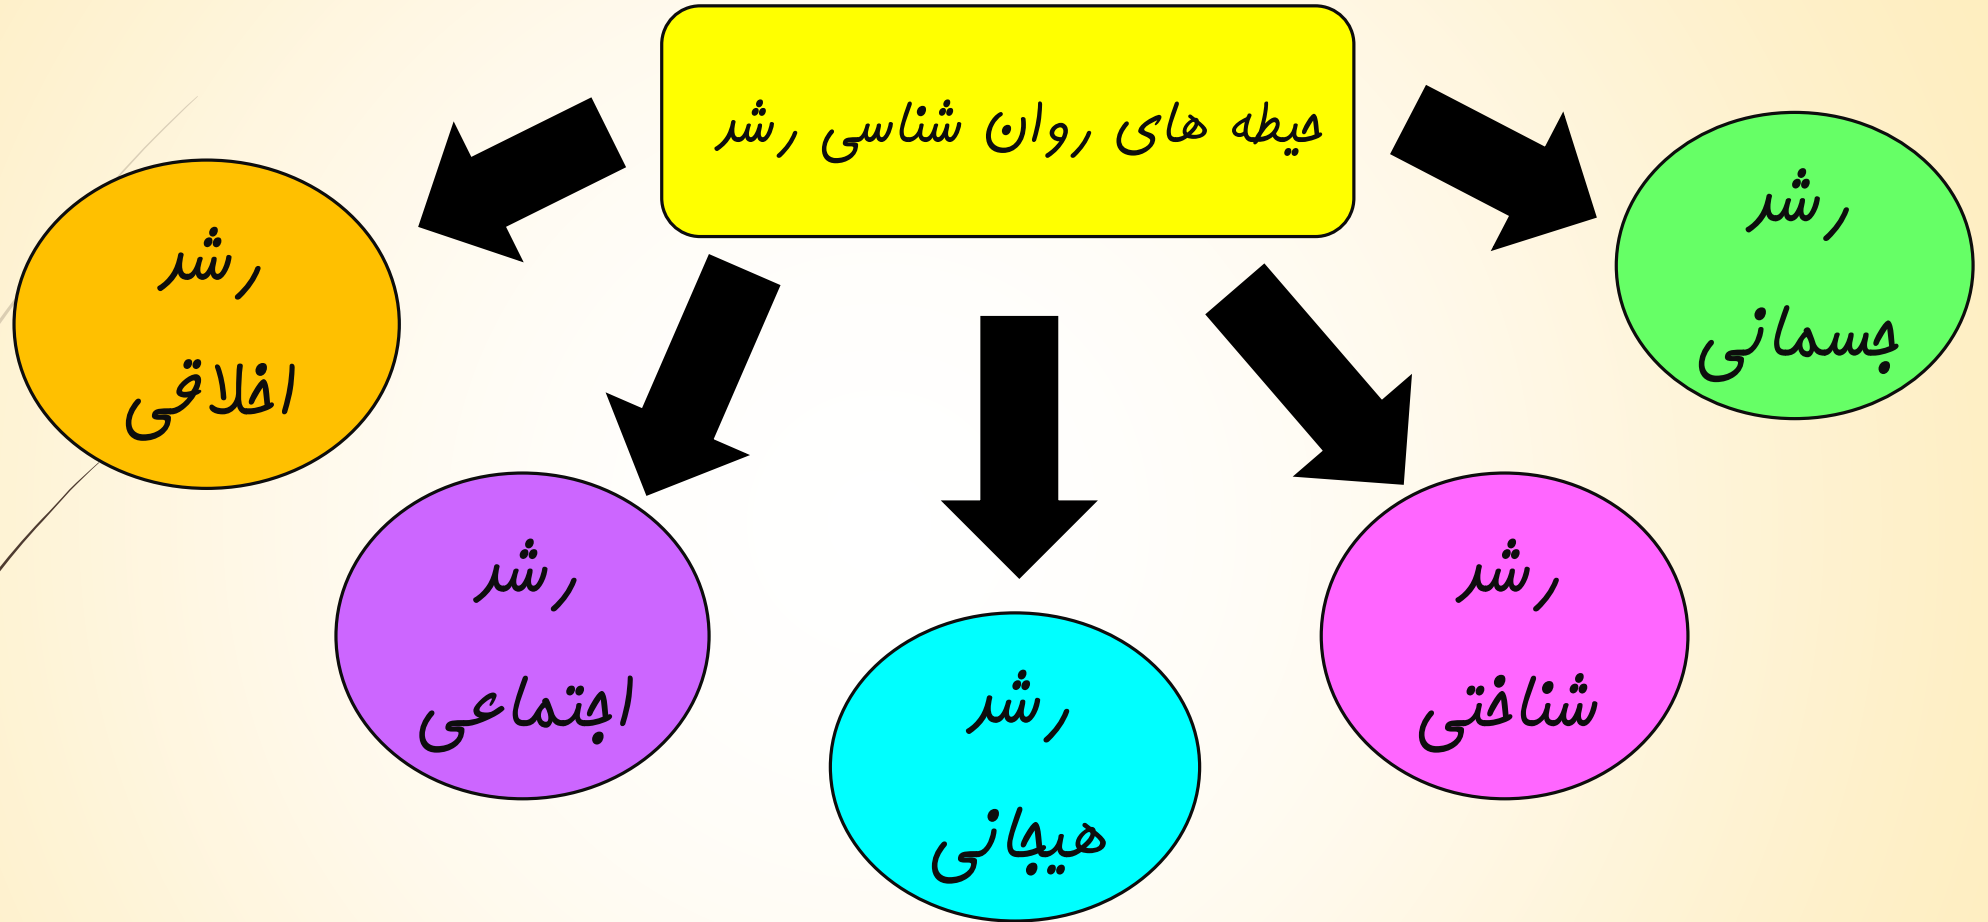 حیطه های روان شناسی رشد
رشد
جسمانی
رشد
شناختی
رشد
هیجانی
رشد
اجتماعی
رشد
اخلاقی